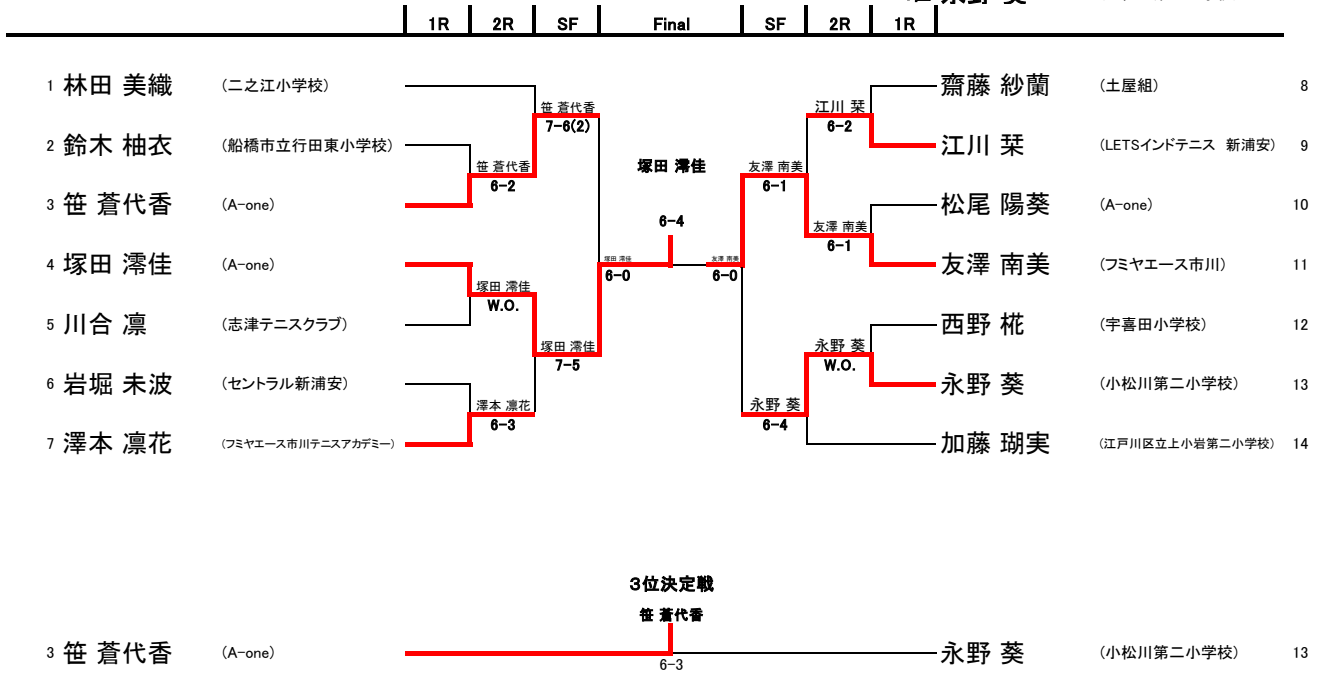 1R 2R SF Final SF 2R 1R
1 林田 美織 (二之江小学校) 齋藤 紗蘭 (土屋組) 8
笹 蒼代香 江川 栞
7-6(2) 6-2
2 鈴木 柚衣 (船橋市立行田東小学校) 江川 栞 (LETSインドテニス 新浦安) 9
笹 蒼代香 塚田 澪佳 友澤 南美
6-2 6-1
3 笹 蒼代香 (A-one) 松尾 陽葵 (A-one) 10
6-4 友澤 南美
6-1
4 塚田 澪佳 (A-one) 塚田 澪佳 友澤 南美 友澤 南美 (フミヤエース市川) 11
6-0 6-0
塚田 澪佳
W.O.
5 川合 凛 (志津テニスクラブ) 西野 椛 (宇喜田小学校) 12
塚田 澪佳 永野 葵
7-5 W.O.
6 岩堀 未波 (セントラル新浦安) 永野 葵 (小松川第二小学校) 13
澤本 凛花 永野 葵
6-3 6-4
7 澤本 凛花 (フミヤエース市川テニスアカデミー) 加藤 瑚実 (江戸川区立上小岩第二小学校) 14
3位決定戦
笹 蒼代香
3 笹 蒼代香 (A-one) 永野 葵 (小松川第二小学校) 13
6-3